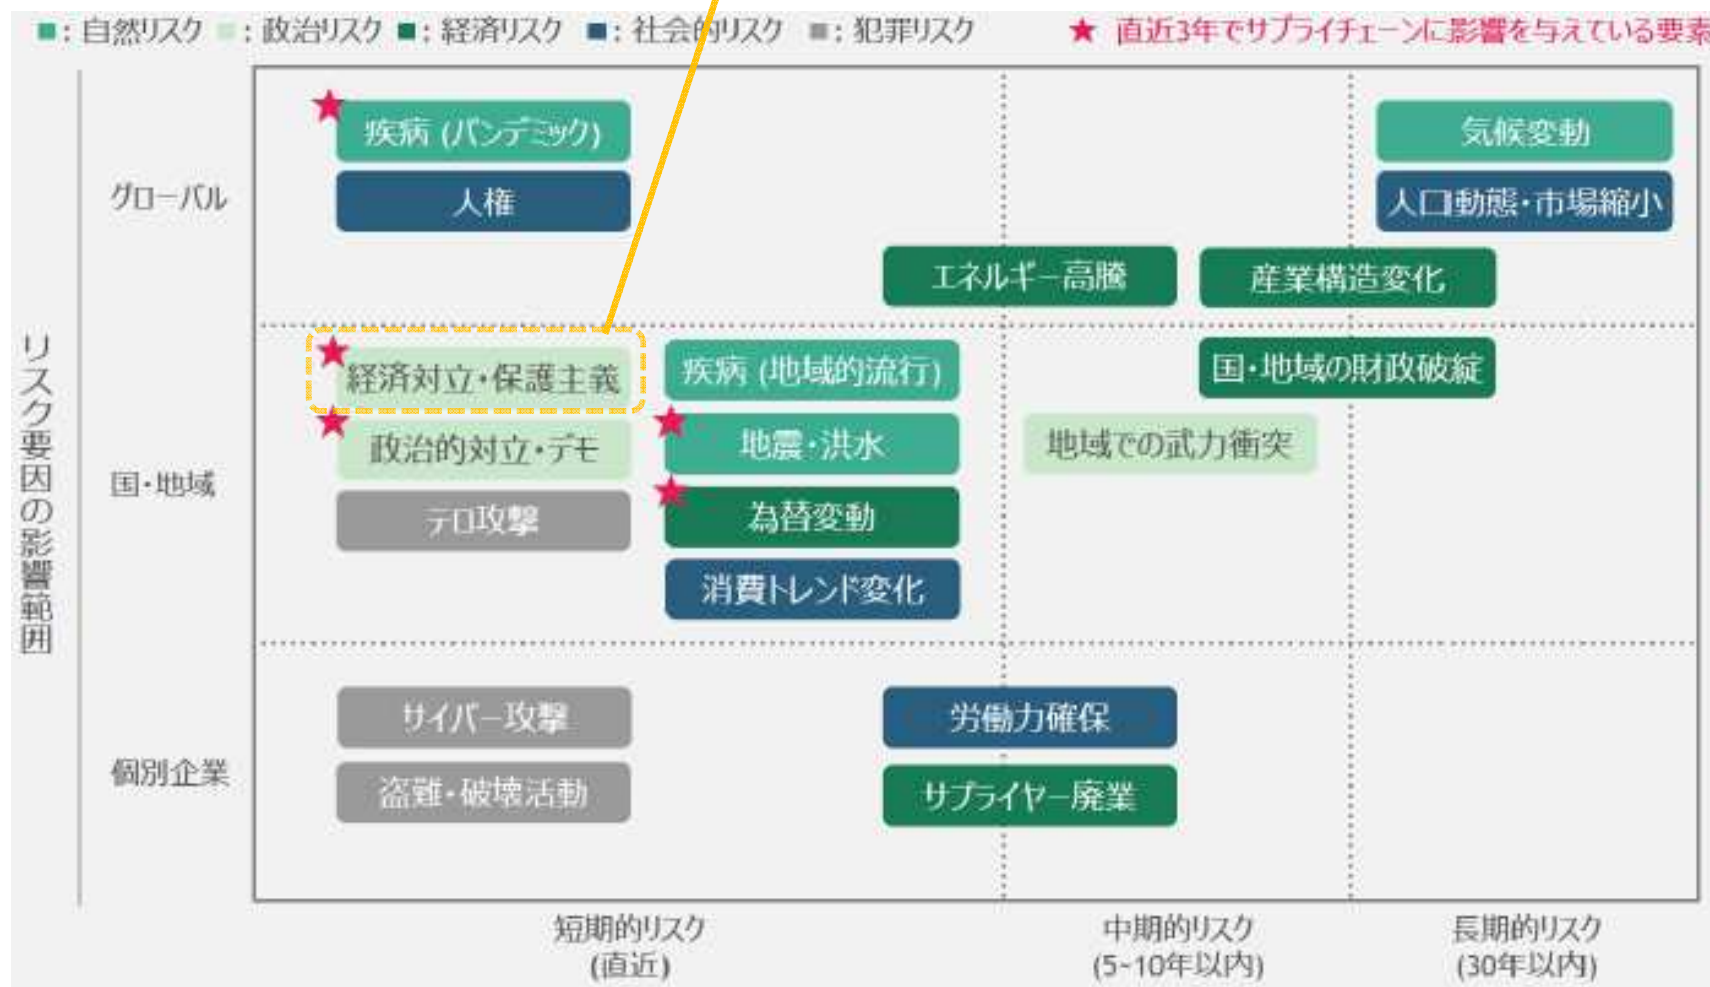 ■: 自然リスク ■: 政治リスク ■: 経済リスク ■: 社会的リスク ■: 犯罪リスク ★ 直近3年でサプライチェーンに影響を与えている要素
リスク要因の影響範囲
グローバル
疾病 (パンデミック)
気候変動
人権
人口動態・市場縮小
エネルギー高騰
産業構造変化
国・地域
経済対立・保護主義
疾病 (地域的流行)
国・地域の財政破綻
政治的対立・デモ
地震・洪水
地域での武力衝突
テロ攻撃
為替変動
消費トレンド変化
個別企業
サイバー攻撃
労働力確保
盗難・破壊活動
サプライヤー廃業
短期的リスク
(直近)
中期的リスク
(5~10年以内)
長期的リスク
(30年以内)